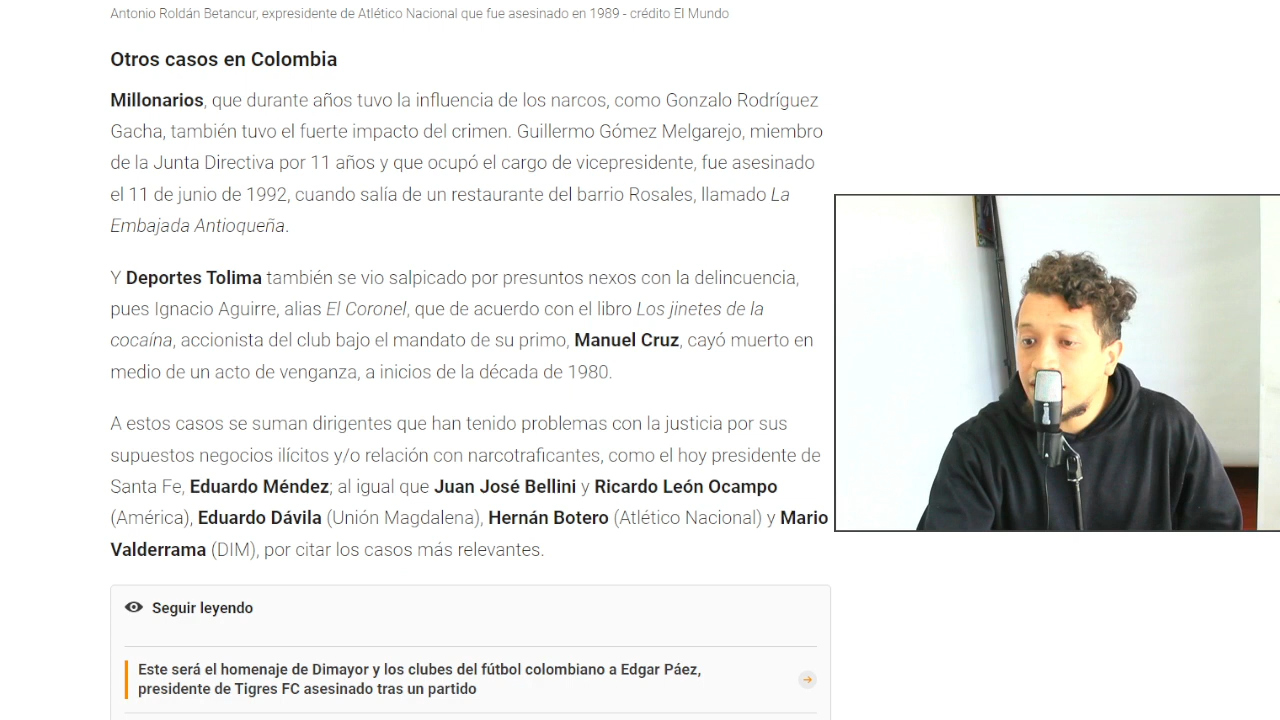 Antonio Roldán Betancur, expresidente de Atlético Nacional que fue asesinado en 1989 - crédito El Mundo
Otros casos en Colombia
Millonarios, que durante años tuvo la influencia de los narcos, como Gonzalo Rodríguez
Gacha, también tuvo el fuerte impacto del crimen. Guillermo Gómez Melgarejo, miembro
de la Junta Directiva por 11 años y que ocupó el cargo de vicepresidente, fue asesinado
el 11 de junio de 1992, cuando salía de un restaurante del barrio Rosales, llamado La
Embajada Antioqueña.
Y Deportes Tolima también se vio salpicado por presuntos nexos con la delincuencia,
pues Ignacio Aguirre, alias El Coronel, que de acuerdo con el libro Los jinetes de la
cocaína, accionista del club bajo el mandato de su primo, Manuel Cruz, cayó muerto en
medio de un acto de venganza, a inicios de la década de 1980.
A estos casos se suman dirigentes que han tenido problemas con la justicia por sus
supuestos negocios ilícitos y/o relación con narcotraficantes, como el hoy presidente de
Santa Fe, Eduardo Méndez; al igual que Juan José Bellini y Ricardo León Ocampo
(América), Eduardo Dávila (Unión Magdalena), Hernán Botero (Atlético Nacional) y Mario
Valderrama (DIM), por citar los casos más relevantes.
Seguir leyendo
Este será el homenaje de Dimayor y los clubes del fútbol colombiano a Edgar Páez,
presidente de Tigres FC asesinado tras un partido